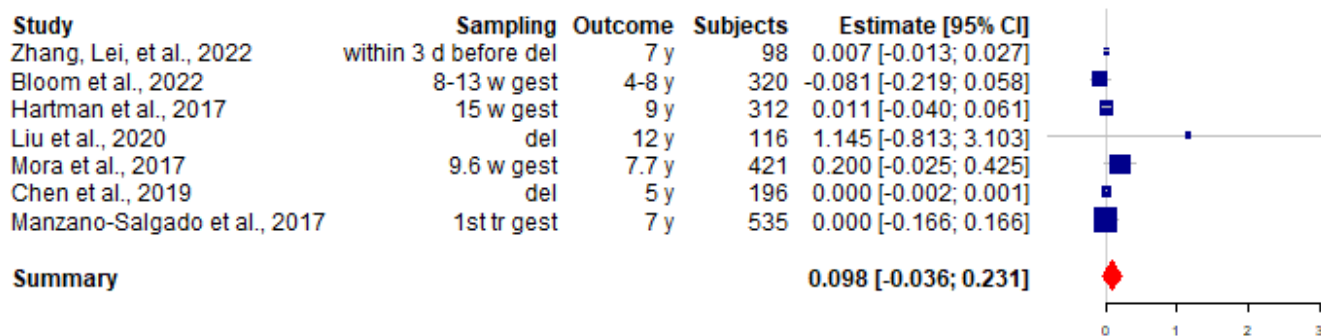 Study Sampling Outcome Subjects Estimate [95% CI]
Zhang, Lei, et al., 2022 within 3 d before del 7 y 98 0.007 [-0.013; 0.027]
Bloom et al., 2022 8-13 w gest 4-8 y 320 -0.081 [-0.219; 0.058]
Hartman et al., 2017 15 w gest 9 y 312 0.011 [-0.040; 0.061]
Liu et al., 2020 del 12 y 116 1.145 [-0.813; 3.103]
Mora et al., 2017 9.6 w gest 7.7 y 421 0.200 [-0.025; 0.425]
Chen et al., 2019 del 5 y 196 0.000 [-0.002; 0.001]
Manzano-Salgado et al., 2017 1st tr gest 7 y 535 0.000 [-0.166; 0.166]
Summary 0.098 [-0.036; 0.231]
0 1 2 3